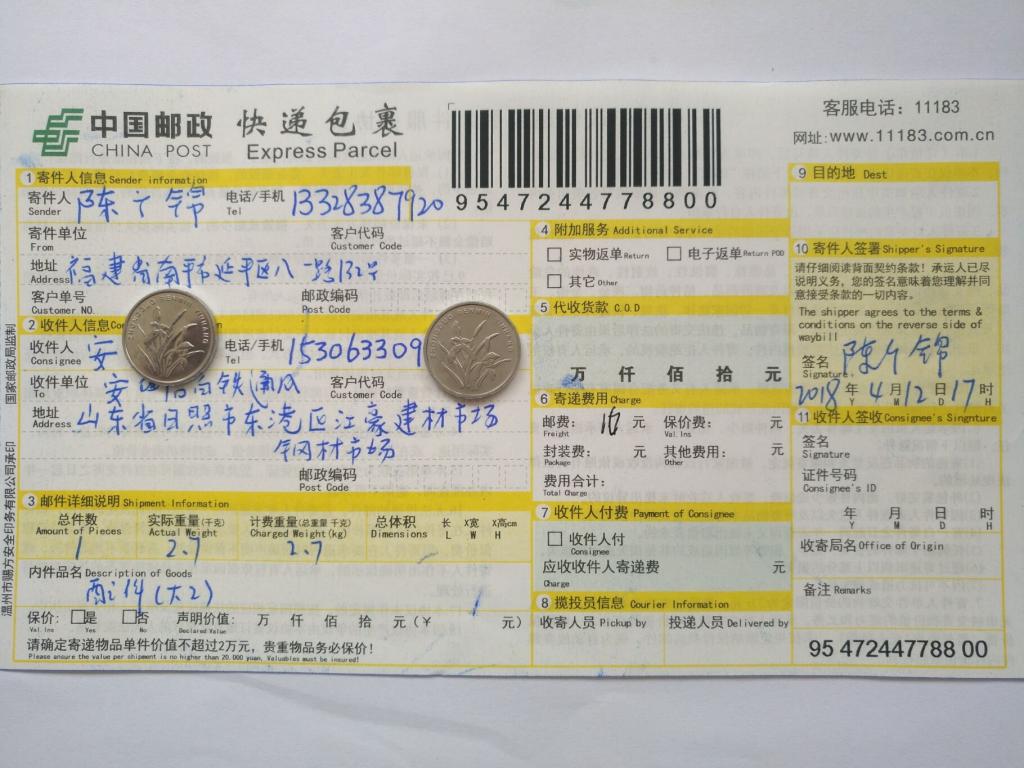 中国邮政 快递包裹
CHINA POST Express Parcel
95472447788 00
客服电话：11183
网址：www.11183.com.cn
1 寄件人信息 Sender information
寄件人 Sender 陈 锦 电话/手机 Tel 13328387920
寄件单位 From 客户代码 Customer Code
地址 Address 福建省南平市延平区八一路132号
客户单号 Customer NO. 邮政编码 Post Code
2 收件人信息
收件人 Consignee 安 电话/手机 Tel 153063309
收件单位 To 安 高铁 客户代码 Customer Code
地址 Address 山东省日照市东港区江豪建材市场
钢材市场
邮政编码 Post Code
3 邮件详细说明 Shipment Information
总件数 实际重量(千克) 计费重量(总重量 千克) 总体积 长 X宽 X高cm
Amount of Pieces Actual Weight Charged Weight(kg) Dimensions L W H
1 2.7 2.7
内件品名 Description of Goods
配件(大2)
保价：□是 □否 声明价值： 万 仟 佰 拾 元(￥ 元)
Val.Ins Yes No Declared Value
请确定寄递物品单件价值不超过2万元，贵重物品务必保价！
Please ensure the value per shipment is no higher than 20.000 yuan, Valuables must be insured!
4 附加服务 Additional Service
□ 实物返单 Return □ 电子返单 Return POD
□ 其它 Other
5 代收货款 C.O.D
万 仟 佰 拾 元
6 寄递费用 Charge
邮费： 元 保价费： 元
Freight Val.Ins
封装费： 元 其他费用： 元
Package Other
费用合计：
Total Charge
7 收件人付费 Payment of Consignee
□ 收件人付
Consignee
应收收件人寄递费 元
Charge
8 揽投员信息 Courier Information
收寄人员 Pickup by 投递人员 Delivered by
9 目的地 Dest
10 寄件人签署 Shipper's Signature
请仔细阅读背面契约条款！承运人已尽
说明义务，您的签名意味着您理解并同
意接受条款的一切内容。
The shipper agrees to the terms &
conditions on the reverse side of
waybill
签名 陈 锦
Signature
2018 年 4 月 12 日 17 时
Y M D H
11 收件人签收 Consignee's Singnture
签名
Signature
证件号码
Consignee's ID
年 月 日 时
Y M D H
收寄局名 Office of Origin
备注 Remarks
95 472447788 00
国家邮政局监制
温州市赐方安全印务有限公司承印